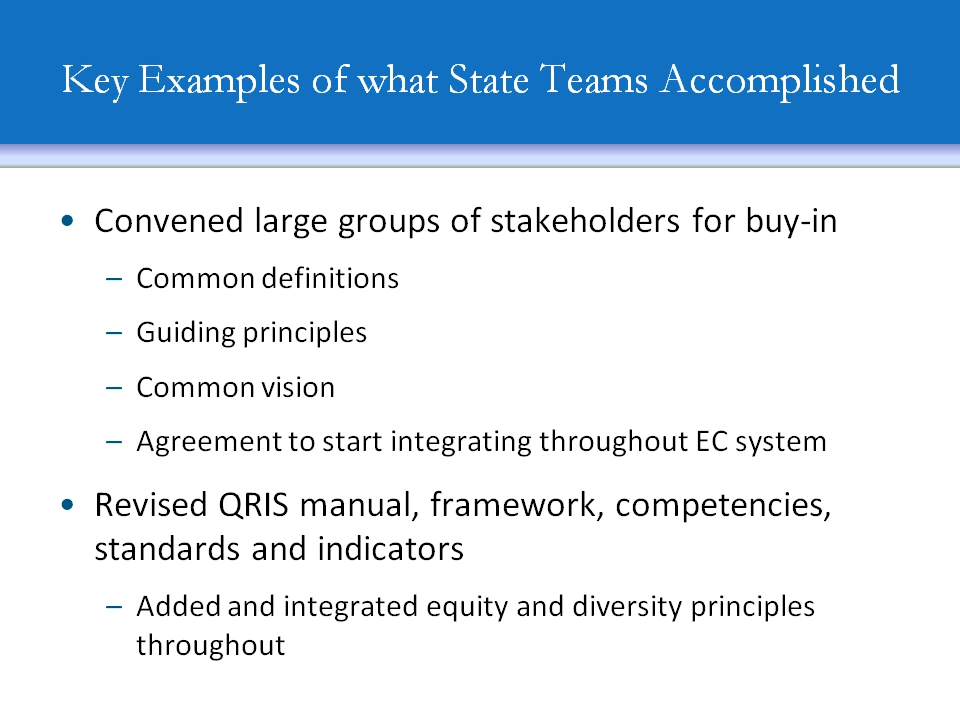 Key Examples of what State Teams Accomplished
• Convened large groups of stakeholders for buy-in
– Common definitions
– Guiding principles
– Common vision
– Agreement to start integrating throughout EC system
• Revised QRIS manual, framework, competencies,
standards and indicators
– Added and integrated equity and diversity principles
throughout